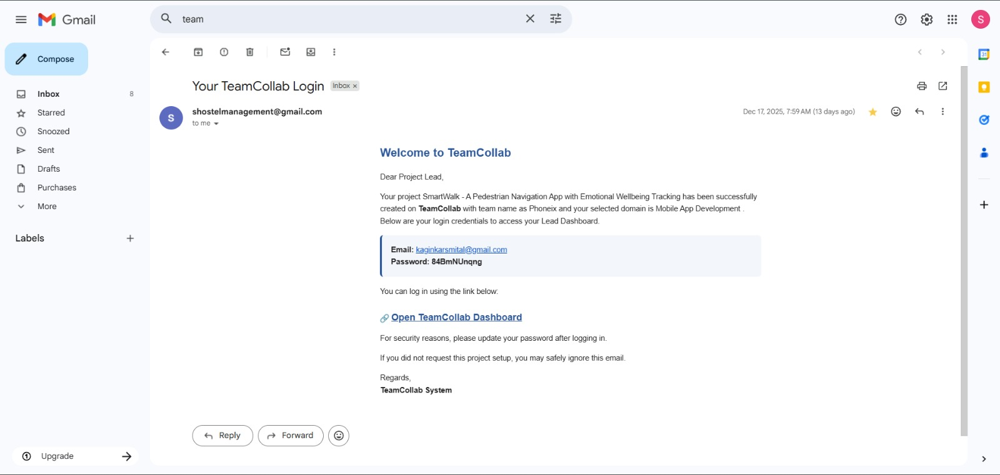 Gmail
team
S
Compose
Inbox 8
Starred
Snoozed
Sent
Drafts
Purchases
More
Labels
Upgrade
Your TeamCollab Login Inbox ×
S
shostelmanagement@gmail.com
to me
Dec 17, 2025, 7:59 AM (13 days ago)
Welcome to TeamCollab
Dear Project Lead,
Your project SmartWalk - A Pedestrian Navigation App with Emotional Wellbeing Tracking has been successfully
created on TeamCollab with team name as Phoneix and your selected domain is Mobile App Development .
Below are your login credentials to access your Lead Dashboard.
Email: kaginkarsmital@gmail.com
Password: 84BmNUnqng
You can log in using the link below:
🔗 Open TeamCollab Dashboard
For security reasons, please update your password after logging in.
If you did not request this project setup, you may safely ignore this email.
Regards,
TeamCollab System
Reply
Forward
31